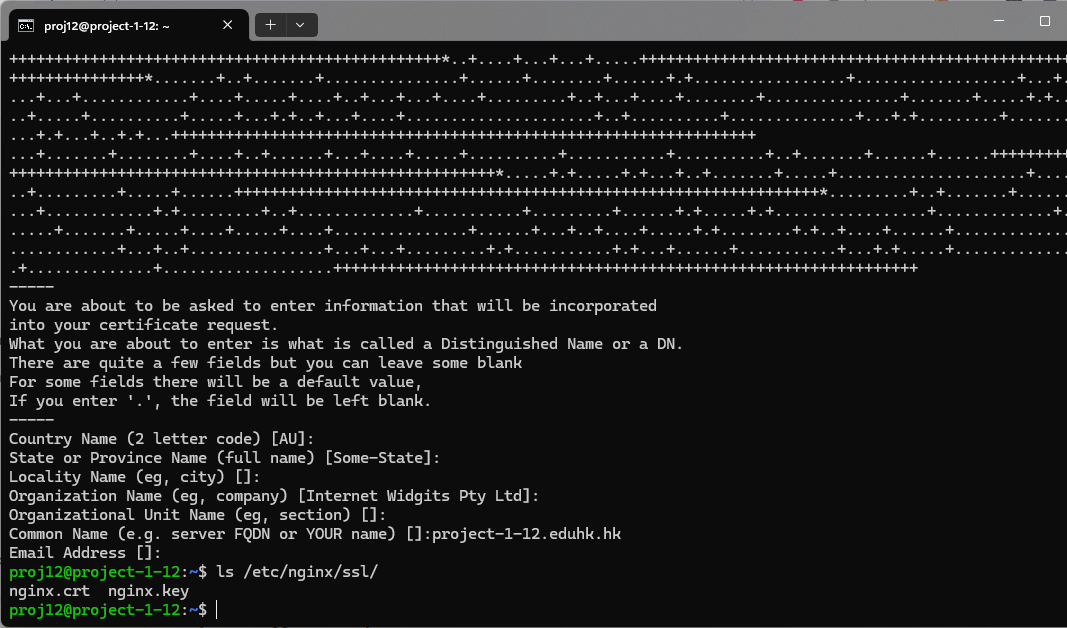 proj12@project-1-12: ~
-----
You are about to be asked to enter information that will be incorporated
into your certificate request.
What you are about to enter is what is called a Distinguished Name or a DN.
There are quite a few fields but you can leave some blank
For some fields there will be a default value,
If you enter '.', the field will be left blank.
-----
Country Name (2 letter code) [AU]:
State or Province Name (full name) [Some-State]:
Locality Name (eg, city) []:
Organization Name (eg, company) [Internet Widgits Pty Ltd]:
Organizational Unit Name (eg, section) []:
Common Name (e.g. server FQDN or YOUR name) []:project-1-12.eduhk.hk
Email Address []:
proj12@project-1-12:~$ ls /etc/nginx/ssl/
nginx.crt  nginx.key
proj12@project-1-12:~$